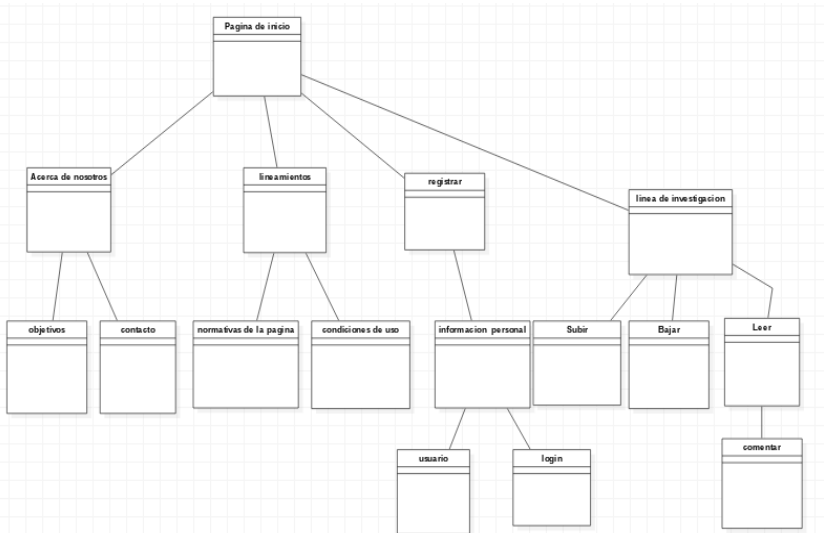 Pagina de inicio
Acerca de nosotros
lineamientos
registrar
linea de investigacion
objetivos
contacto
normativas de la pagina
condiciones de uso
informacion personal
Subir
Bajar
Leer
usuario
login
comentar